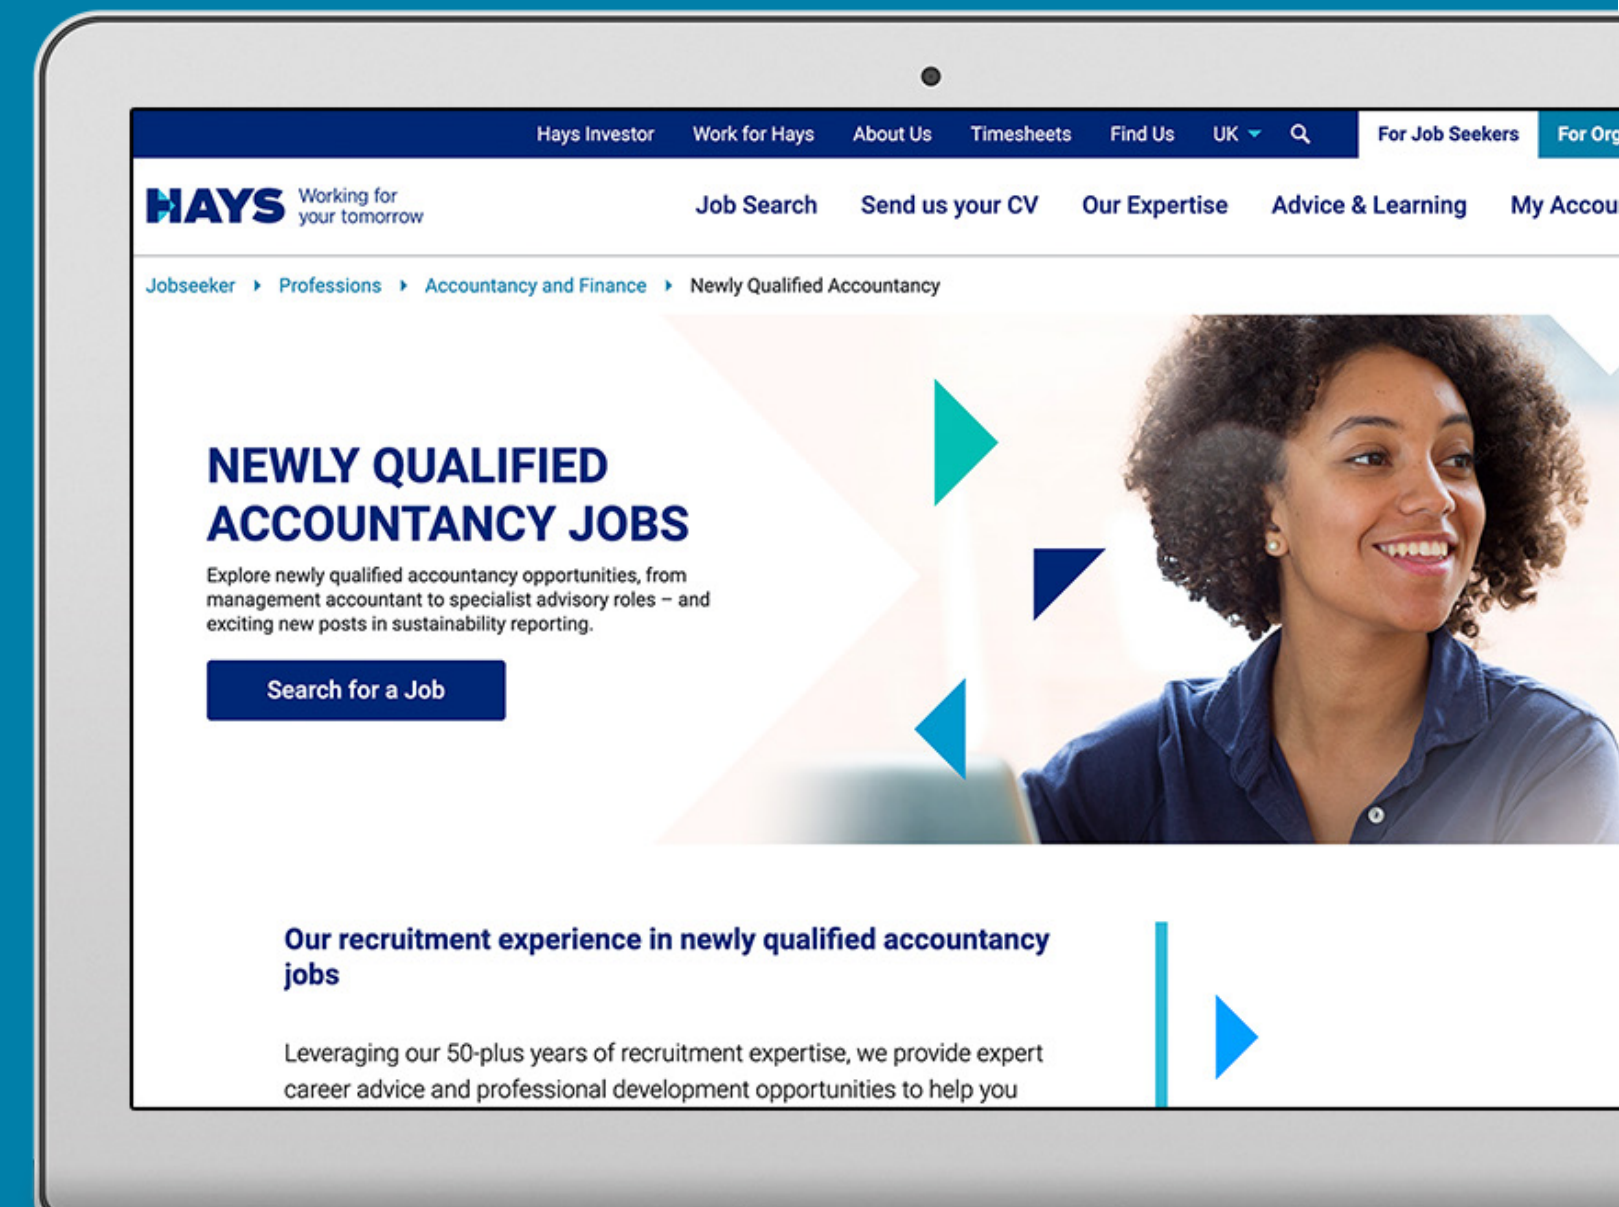 Hays Investor Work for Hays About Us Timesheets Find Us UK For Job Seekers For Org
HAYS Working for
your tomorrow
Job Search Send us your CV Our Expertise Advice & Learning My Accou
Jobseeker Professions Accountancy and Finance Newly Qualified Accountancy
NEWLY QUALIFIED
ACCOUNTANCY JOBS
Explore newly qualified accountancy opportunities, from
management accountant to specialist advisory roles – and
exciting new posts in sustainability reporting.
Search for a Job
Our recruitment experience in newly qualified accountancy
jobs
Leveraging our 50-plus years of recruitment expertise, we provide expert
career advice and professional development opportunities to help you